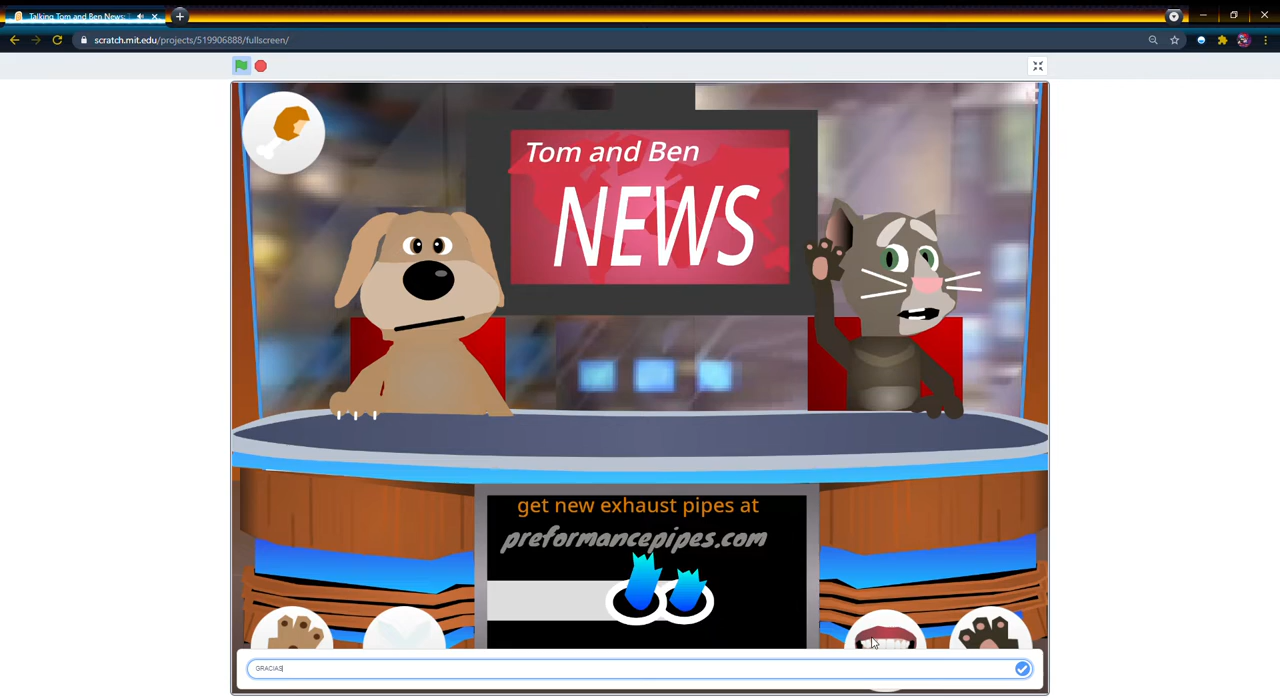 Talking Tom and Ben News:
scratch.mit.edu/projects/519906888/fullscreen/
Tom and Ben
NEWS
get new exhaust pipes at
preformancepipes.com
GRACIAS